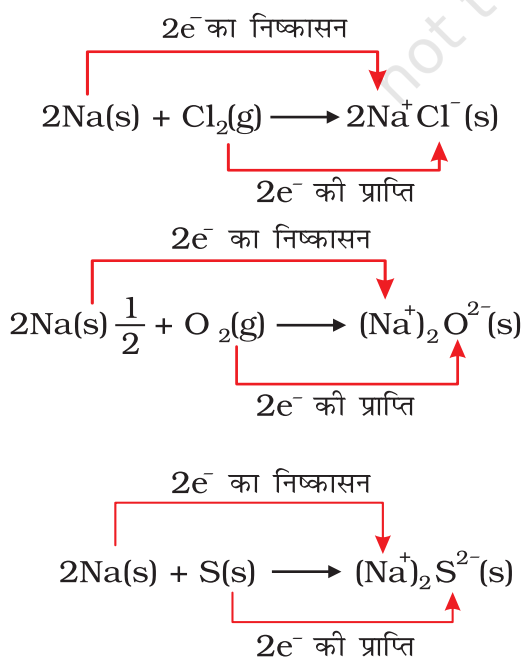 not t
2e⁻ का निष्कासन
2Na(s) + Cl₂(g) ⟶ 2Na⁺Cl⁻(s)
2e⁻ की प्राप्ति
2e⁻ का निष्कासन
2Na(s) 1/2 + O₂(g) ⟶ (Na⁺)₂O²⁻(s)
2e⁻ की प्राप्ति
2e⁻ का निष्कासन
2Na(s) + S(s) ⟶ (Na⁺)₂S²⁻(s)
2e⁻ की प्राप्ति